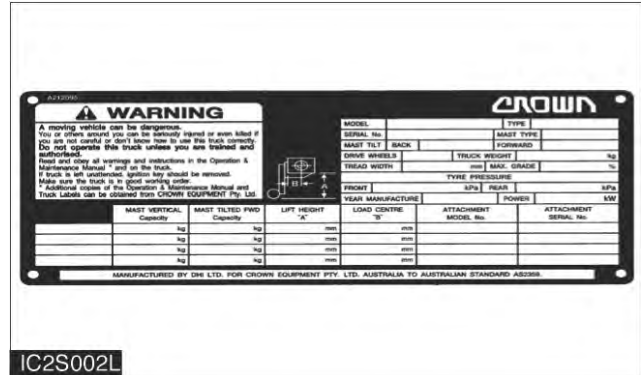 A212095
WARNING
A moving vehicle can be dangerous.
You or others around you can be seriously injured or even killed if
you are not careful or don't know how to use this truck correctly.
Do not operate this truck unless you are trained and
authorised.
Read and obey all warnings and instructions in the Operation &
Maintenance Manual * and on the truck.
If truck is left unattended, ignition key should be removed.
Make sure the truck is in good working order.
* Additional copies of the Operation & Maintenance Manual and
Truck Labels can be obtained from CROWN EQUIPMENT Pty. Ltd.
B
A
CROWN
MODEL TYPE
SERIAL No MAST TYPE
MAST TILT BACK FORWARD
DRIVE WHEELS TRUCK WEIGHT kg
TREAD WIDTH mm MAX. GRADE %
TYRE PRESSURE
FRONT kPa REAR kPa
YEAR MANUFACTURE POWER kW
MAST VERTICAL MAST TILTED FWD LIFT HEIGHT LOAD CENTRE ATTACHMENT ATTACHMENT
Capacity Capacity "A" "B" MODEL No. SERIAL No.
kg kg mm mm
kg kg mm mm
kg kg mm mm
kg kg mm mm
MANUFACTURED BY DHI LTD. FOR CROWN EQUIPMENT PTY. LTD. AUSTRALIA TO AUSTRALIAN STANDARD AS2359.
IC2S002L